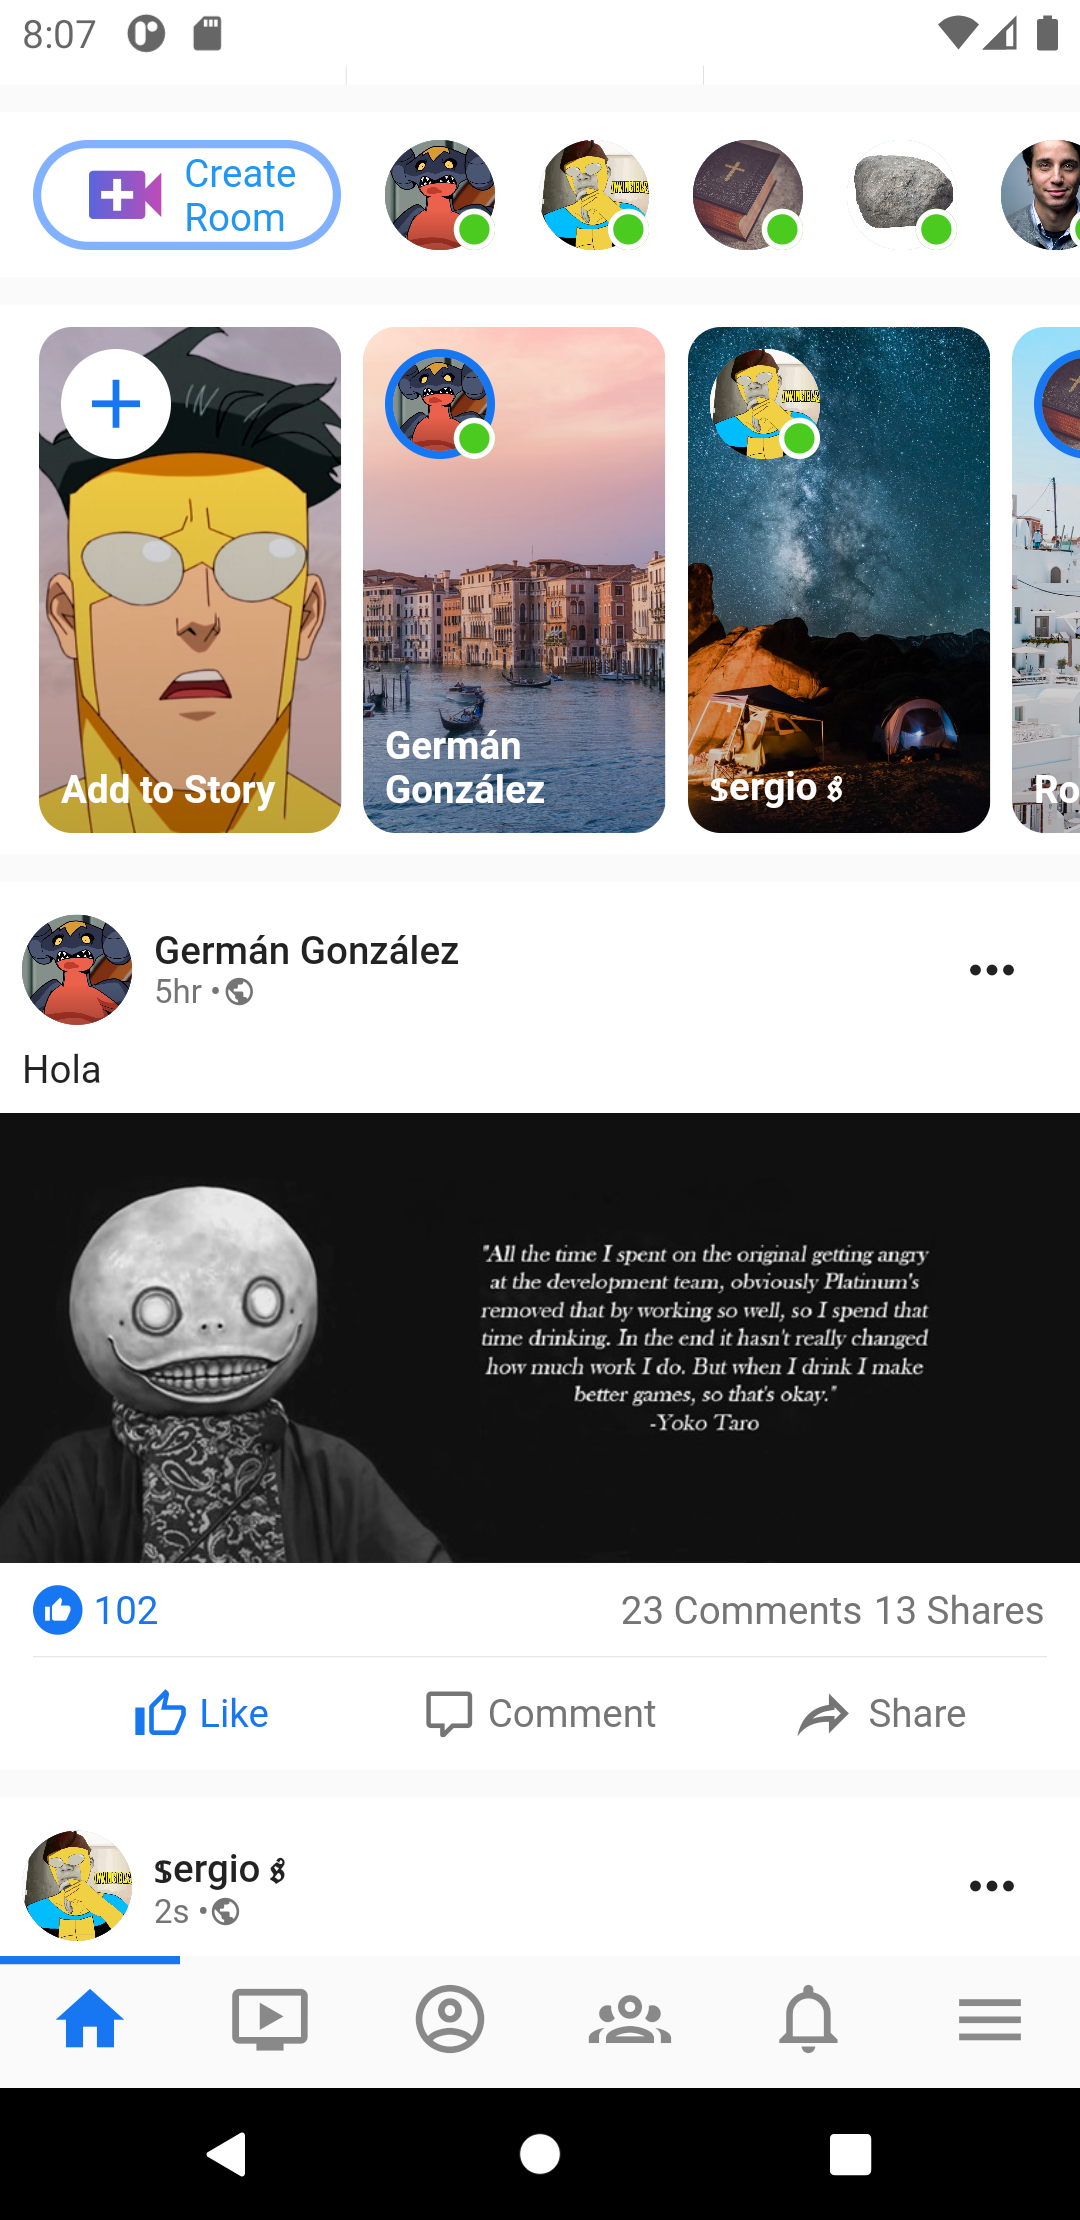 8:07
Create
Room
Add to Story
Germán
González
sergio 🎖
Ro
Germán González
5hr •
Hola
"All the time I spent on the original getting angry
at the development team, obviously Platinum's
removed that by working so well, so I spend that
time drinking. In the end it hasn't really changed
how much work I do. But when I drink I make
better games, so that's okay."
-Yoko Taro
102
23 Comments 13 Shares
Like
Comment
Share
sergio 🎖
2s •